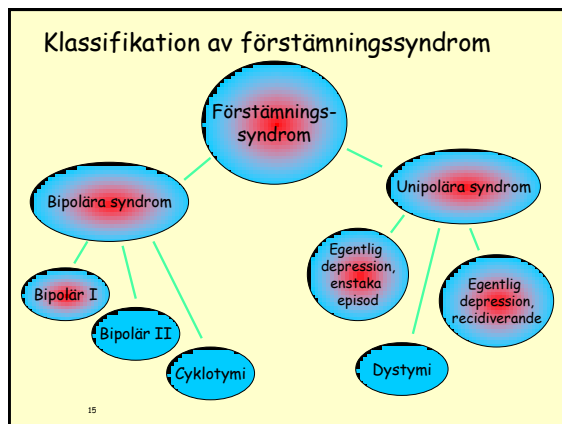 Klassifikation av förstämningssyndrom
Förstämnings-
syndrom
Bipolära syndrom
Unipolära syndrom
Bipolär I
Bipolär II
Cyklotymi
Egentlig
depression,
enstaka
episod
Dystymi
Egentlig
depression,
recidiverande
15